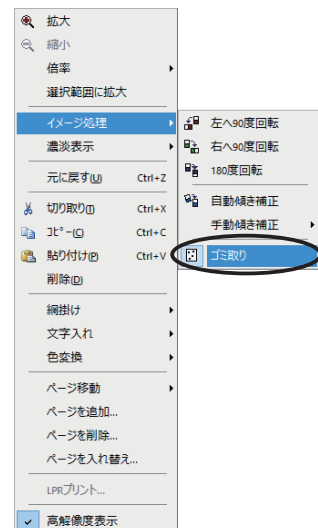 拡大
縮小
倍率
選択範囲に拡大
イメージ処理
濃淡表示
元に戻す(U) Ctrl+Z
切り取り(T) Ctrl+X
コピー(C) Ctrl+C
貼り付け(P) Ctrl+V
削除(D)
網掛け
文字入れ
色変換
ページ移動
ページを追加...
ページを削除...
ページを入れ替え...
LPRプリント...
高解像度表示
左へ90度回転
右へ90度回転
180度回転
自動傾き補正
手動傾き補正
ゴミ取り